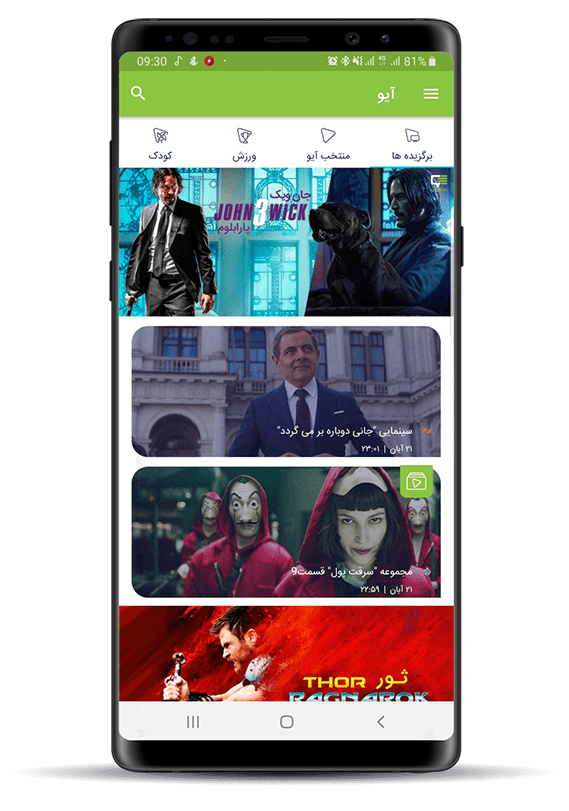 09:30
4G
81%
آیو
برگزیده ها
منتخب آیو
ورزش
کودک
جان ویک
JOHN 3 WICK
پارابلوم
سینمایی "جانی دوباره بر می گردد"
۲۱ آبان | ۲۳:۰۱
مجموعه "سرقت پول" قسمت9
۲۱ آبان | ۲۲:۵۹
ثور THOR
RAGNAROK